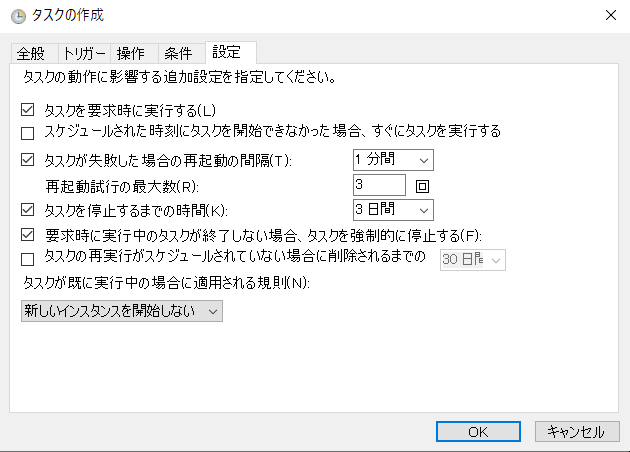 タスクの作成
全般 トリガー 操作 条件 設定
タスクの動作に影響する追加設定を指定してください。
タスクを要求時に実行する(L)
スケジュールされた時刻にタスクを開始できなかった場合、すぐにタスクを実行する
タスクが失敗した場合の再起動の間隔(T): 1 分間
再起動試行の最大数(R): 3 回
タスクを停止するまでの時間(K): 3 日間
要求時に実行中のタスクが終了しない場合、タスクを強制的に停止する(F):
タスクの再実行がスケジュールされていない場合に削除されるまでの 30 日間
タスクが既に実行中の場合に適用される規則(N):
新しいインスタンスを開始しない
OK キャンセル